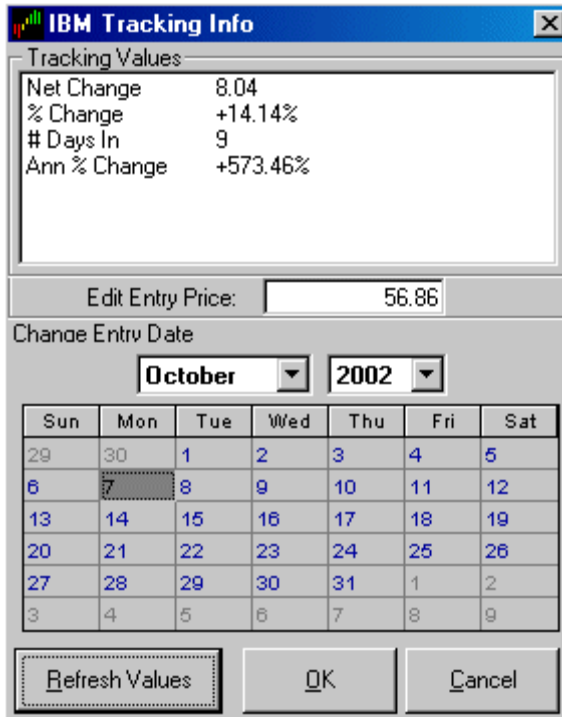 IBM Tracking Info
Tracking Values
Net Change 8.04
% Change +14.14%
# Days In 9
Ann % Change +573.46%
Edit Entry Price: 56.86
Change Entry Date
October 2002
Sun Mon Tue Wed Thu Fri Sat
29 30 1 2 3 4 5
6 7 8 9 10 11 12
13 14 15 16 17 18 19
20 21 22 23 24 25 26
27 28 29 30 31 1 2
3 4 5 6 7 8 9
Refresh Values OK Cancel